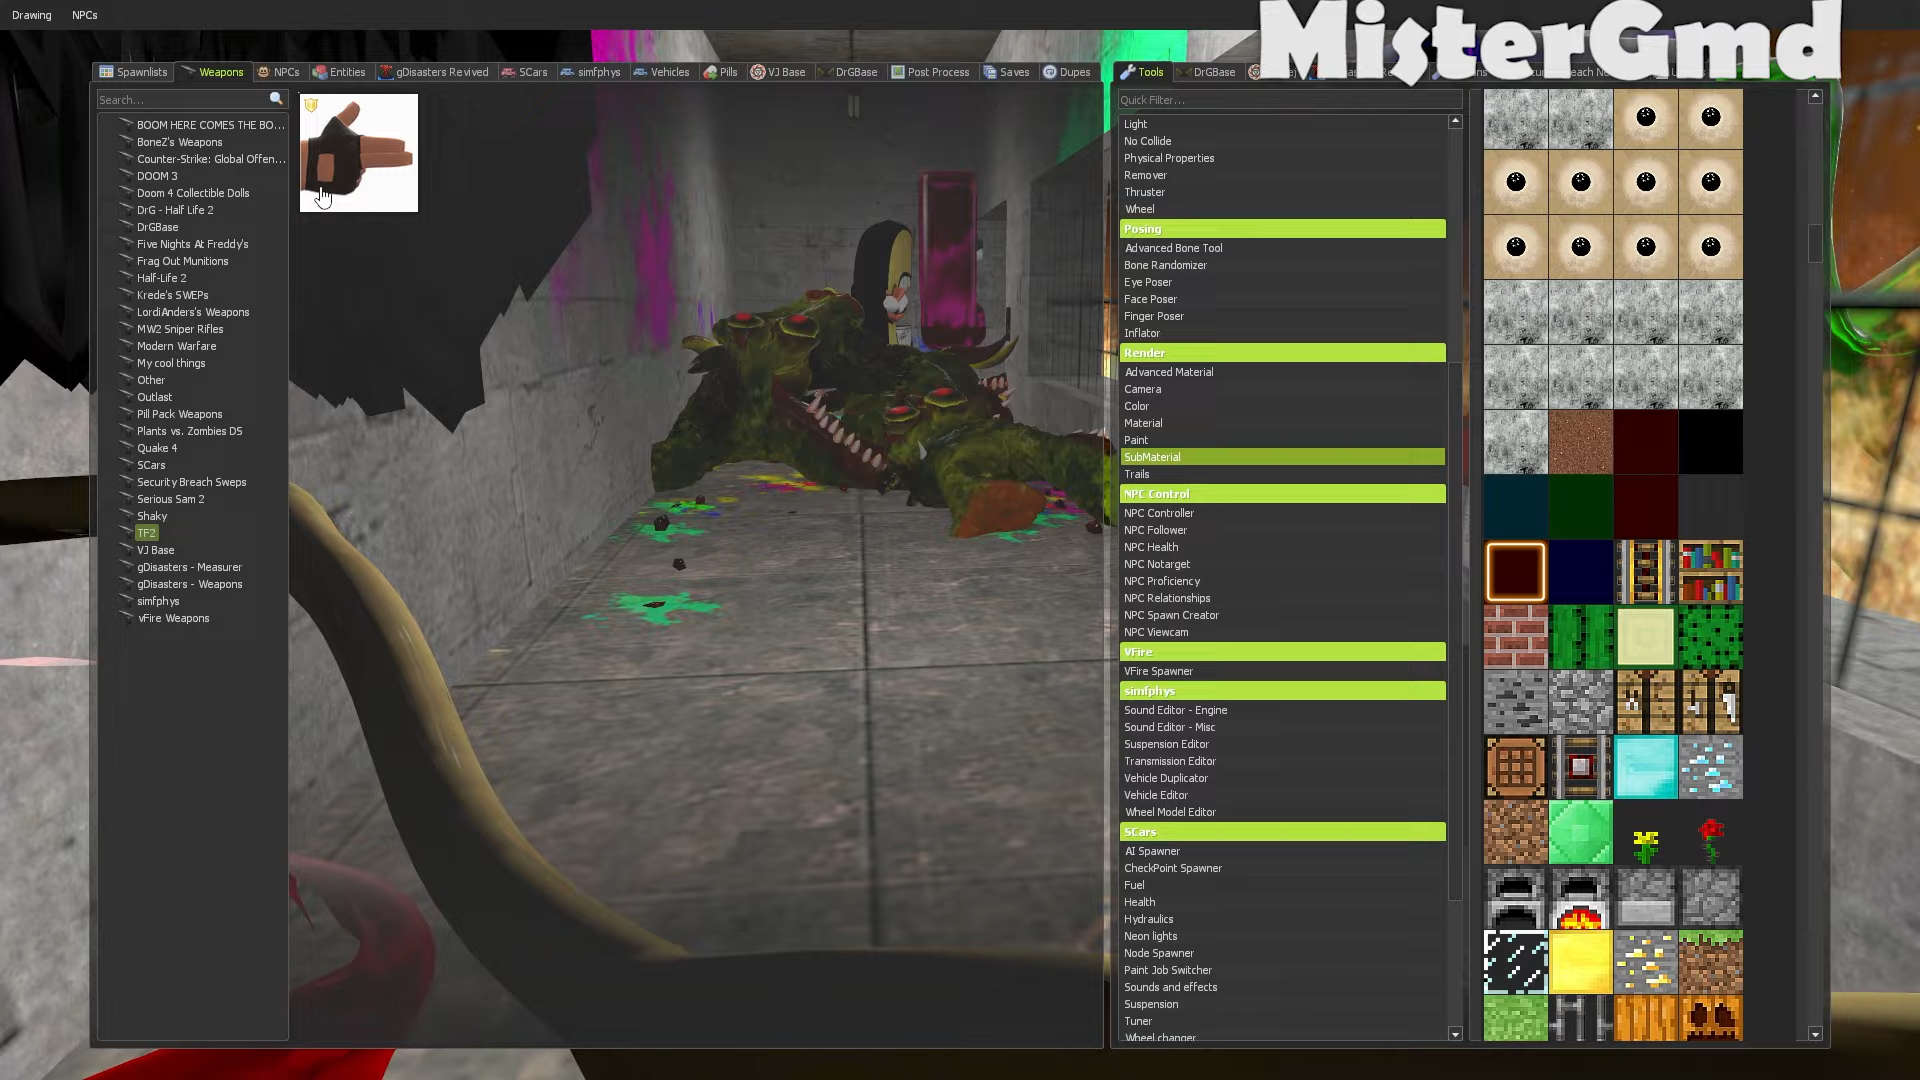 Drawing NPCs
MisterGmd
Spawnlists Weapons NPCs Entities gDisasters Revived SCars simfphys Vehicles Pills VJ Base DrGBase Post Process Saves Dupes
Tools DrGBase
Search...
BOOM HERE COMES THE BO...
BoneZ's Weapons
Counter-Strike: Global Offen...
DOOM 3
Doom 4 Collectible Dolls
DrG - Half Life 2
DrGBase
Five Nights At Freddy's
Frag Out Munitions
Half-Life 2
Krede's SWEPs
LordiAnders's Weapons
MW2 Sniper Rifles
Modern Warfare
My cool things
Other
Outlast
Pill Pack Weapons
Plants vs. Zombies DS
Quake 4
SCars
Security Breach Sweps
Serious Sam 2
Shaky
TF2
VJ Base
gDisasters - Measurer
gDisasters - Weapons
simfphys
vFire Weapons
Quick Filter...
Light
No Collide
Physical Properties
Remover
Thruster
Wheel
Posing
Advanced Bone Tool
Bone Randomizer
Eye Poser
Face Poser
Finger Poser
Inflator
Render
Advanced Material
Camera
Color
Material
Paint
SubMaterial
Trails
NPC Control
NPC Controller
NPC Follower
NPC Health
NPC Notarget
NPC Proficiency
NPC Relationships
NPC Spawn Creator
NPC Viewcam
VFire
VFire Spawner
simfphys
Sound Editor - Engine
Sound Editor - Misc
Suspension Editor
Transmission Editor
Vehicle Duplicator
Vehicle Editor
Wheel Model Editor
SCars
AI Spawner
CheckPoint Spawner
Fuel
Health
Hydraulics
Neon lights
Node Spawner
Paint Job Switcher
Sounds and effects
Suspension
Tuner
Wheel changer